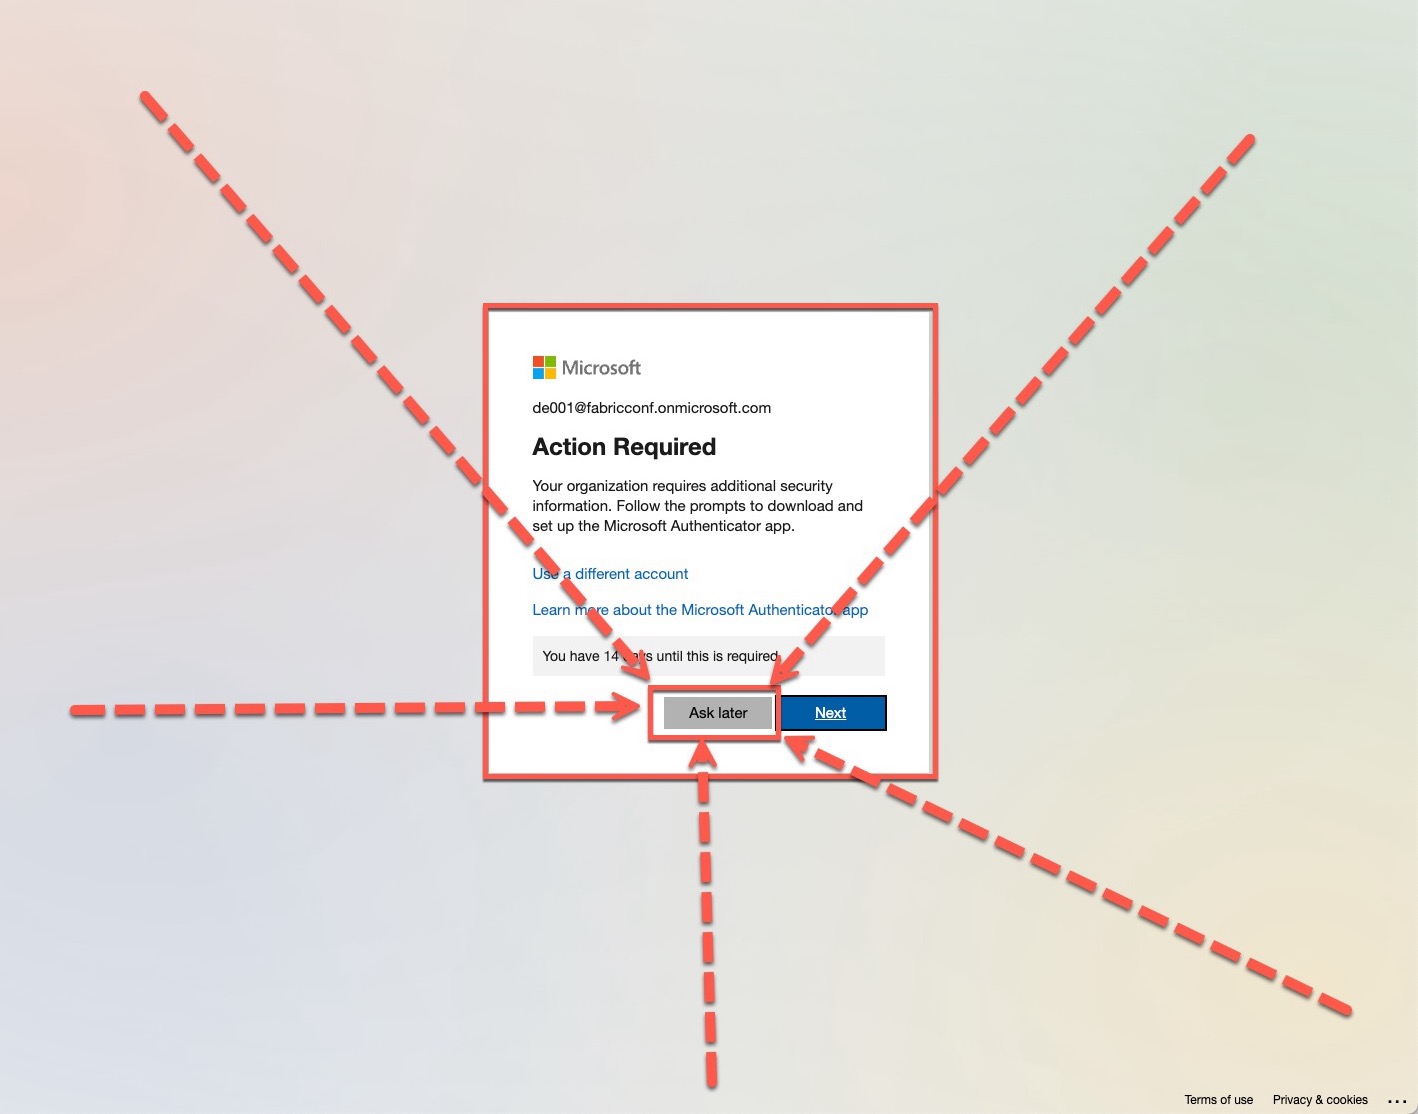 Microsoft
de001@fabricconf.onmicrosoft.com
Action Required
Your organization requires additional security
information. Follow the prompts to download and
set up the Microsoft Authenticator app.
Use a different account
Learn more about the Microsoft Authenticator app
You have 14 days until this is required.
Ask later
Next
Terms of use
Privacy & cookies
...